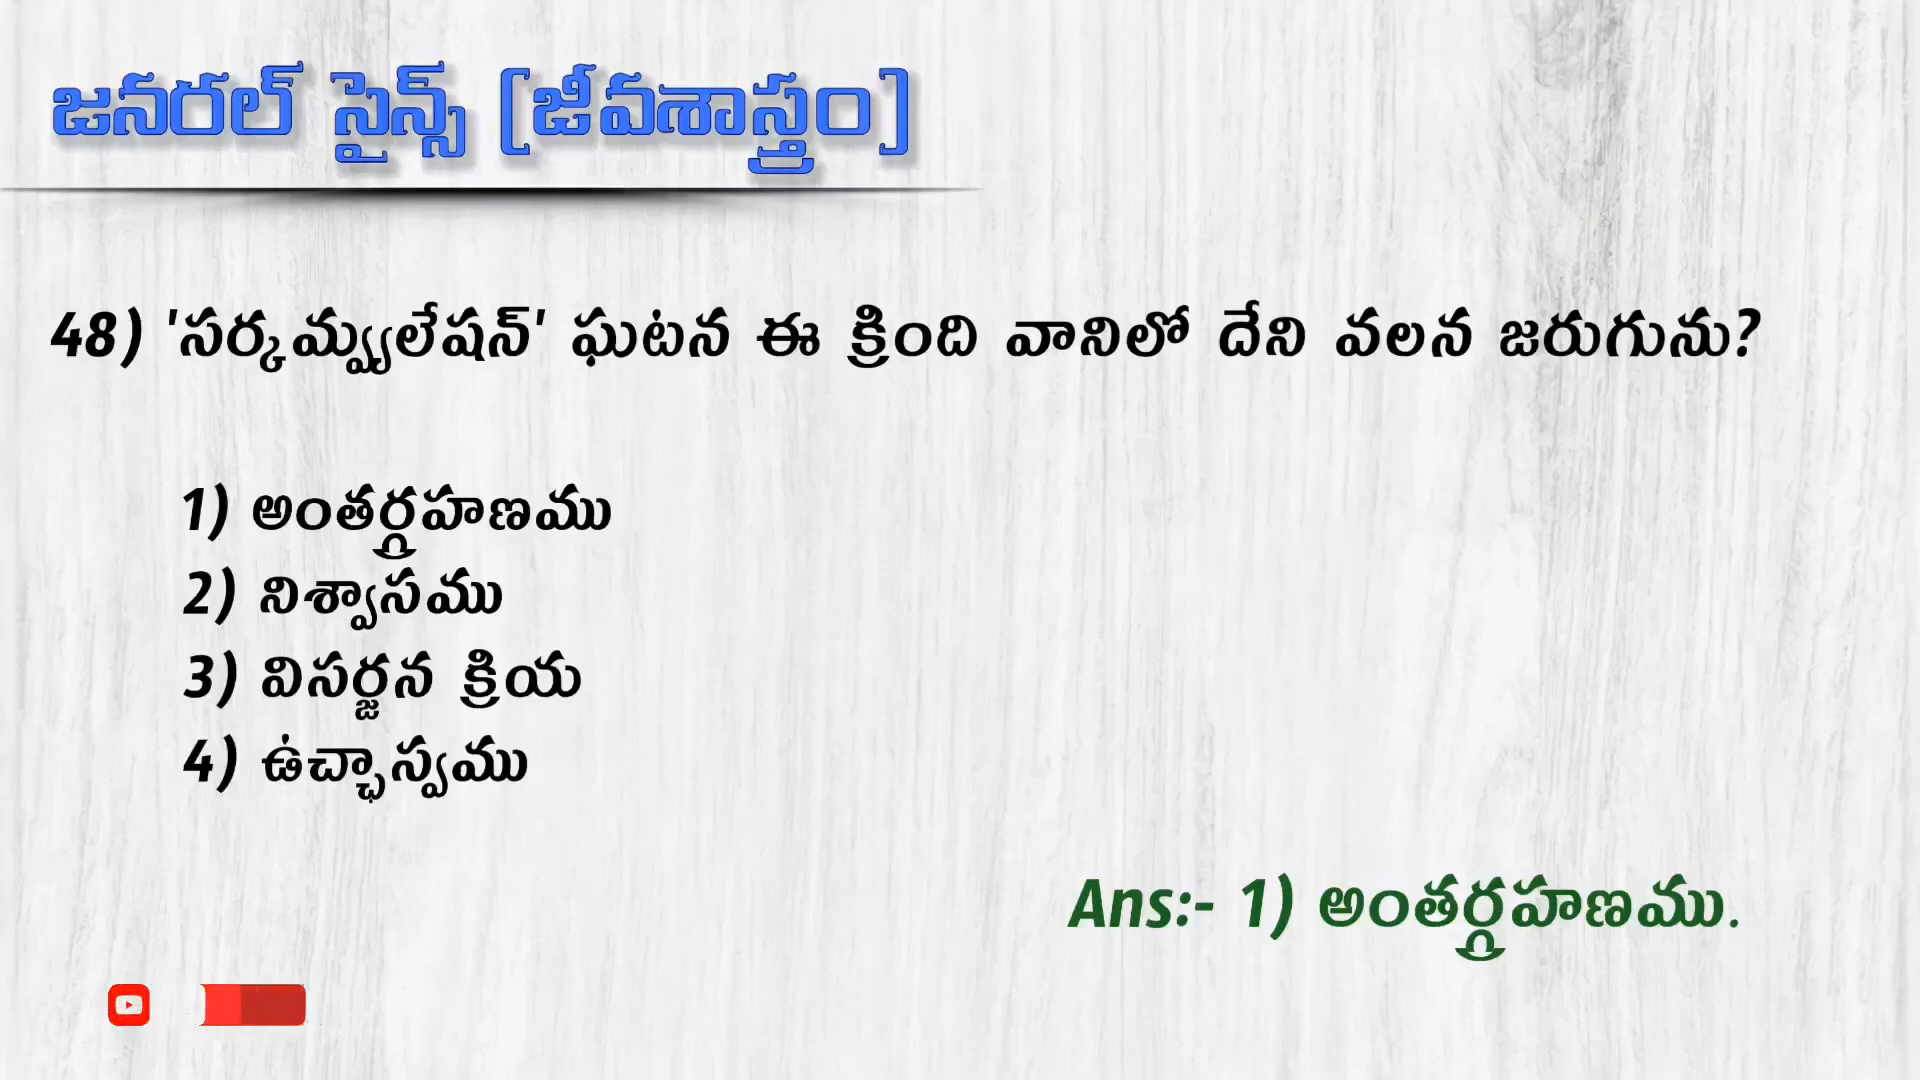 జనరల్ సైన్స్ [జీవశాస్త్రం]
48) 'సర్కమ్వ్యలేషన్' ఘటన ఈ క్రింది వానిలో దేని వలన జరుగును?
1) అంతర్గ్రహణము
2) నిశ్వాసము
3) విసర్జన క్రియ
4) ఉచ్ఛాస్వము
Ans:- 1) అంతర్గ్రహణము.